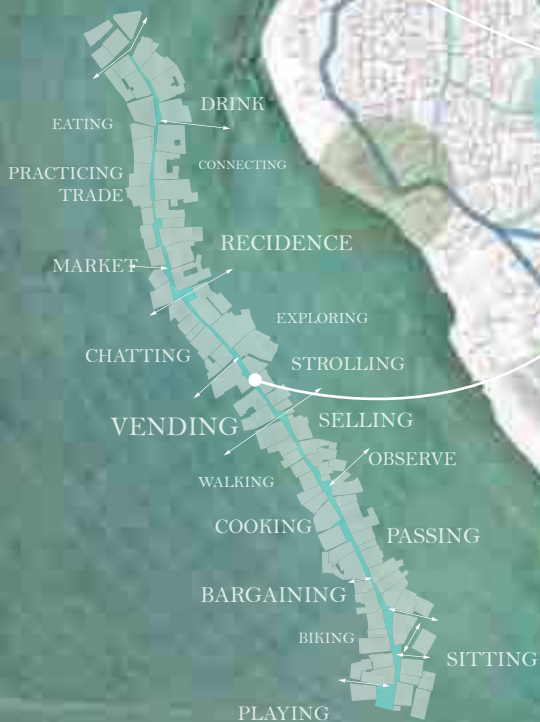 DRINK
EATING
CONNECTING
PRACTICING
TRADE
RECIDENCE
MARKET
EXPLORING
CHATTING
STROLLING
SELLING
VENDING
OBSERVE
WALKING
COOKING
PASSING
BARGAINING
BIKING
SITTING
PLAYING